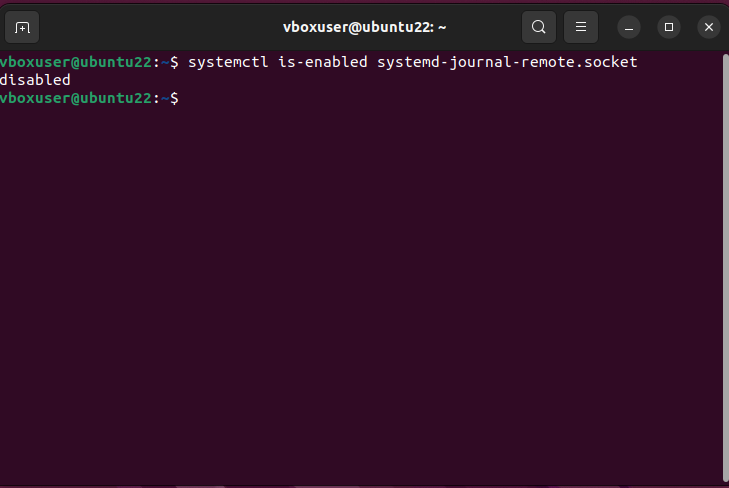 vboxuser@ubuntu22: ~
vboxuser@ubuntu22:~$ systemctl is-enabled systemd-journal-remote.socket
disabled
vboxuser@ubuntu22:~$